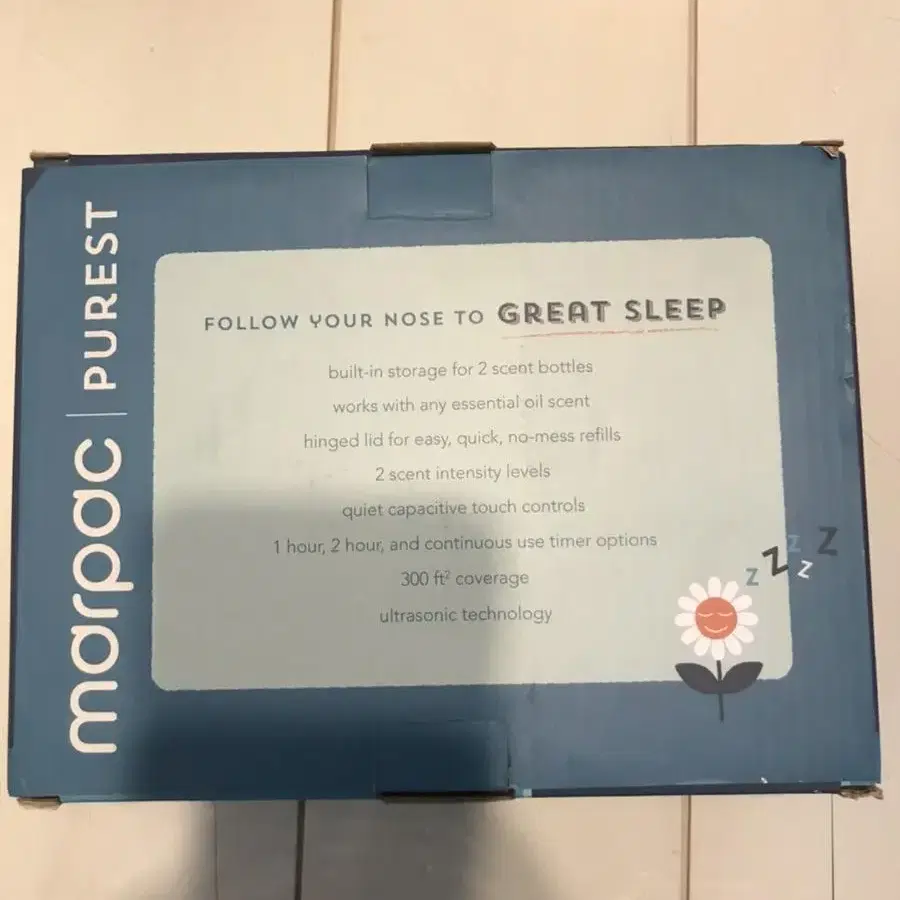 marpac | PUREST
FOLLOW YOUR NOSE TO GREAT SLEEP
built-in storage for 2 scent bottles
works with any essential oil scent
hinged lid for easy, quick, no-mess refills
2 scent intensity levels
quiet capacitive touch controls
1 hour, 2 hour, and continuous use timer options
300 ft² coverage
ultrasonic technology
z z z z Z